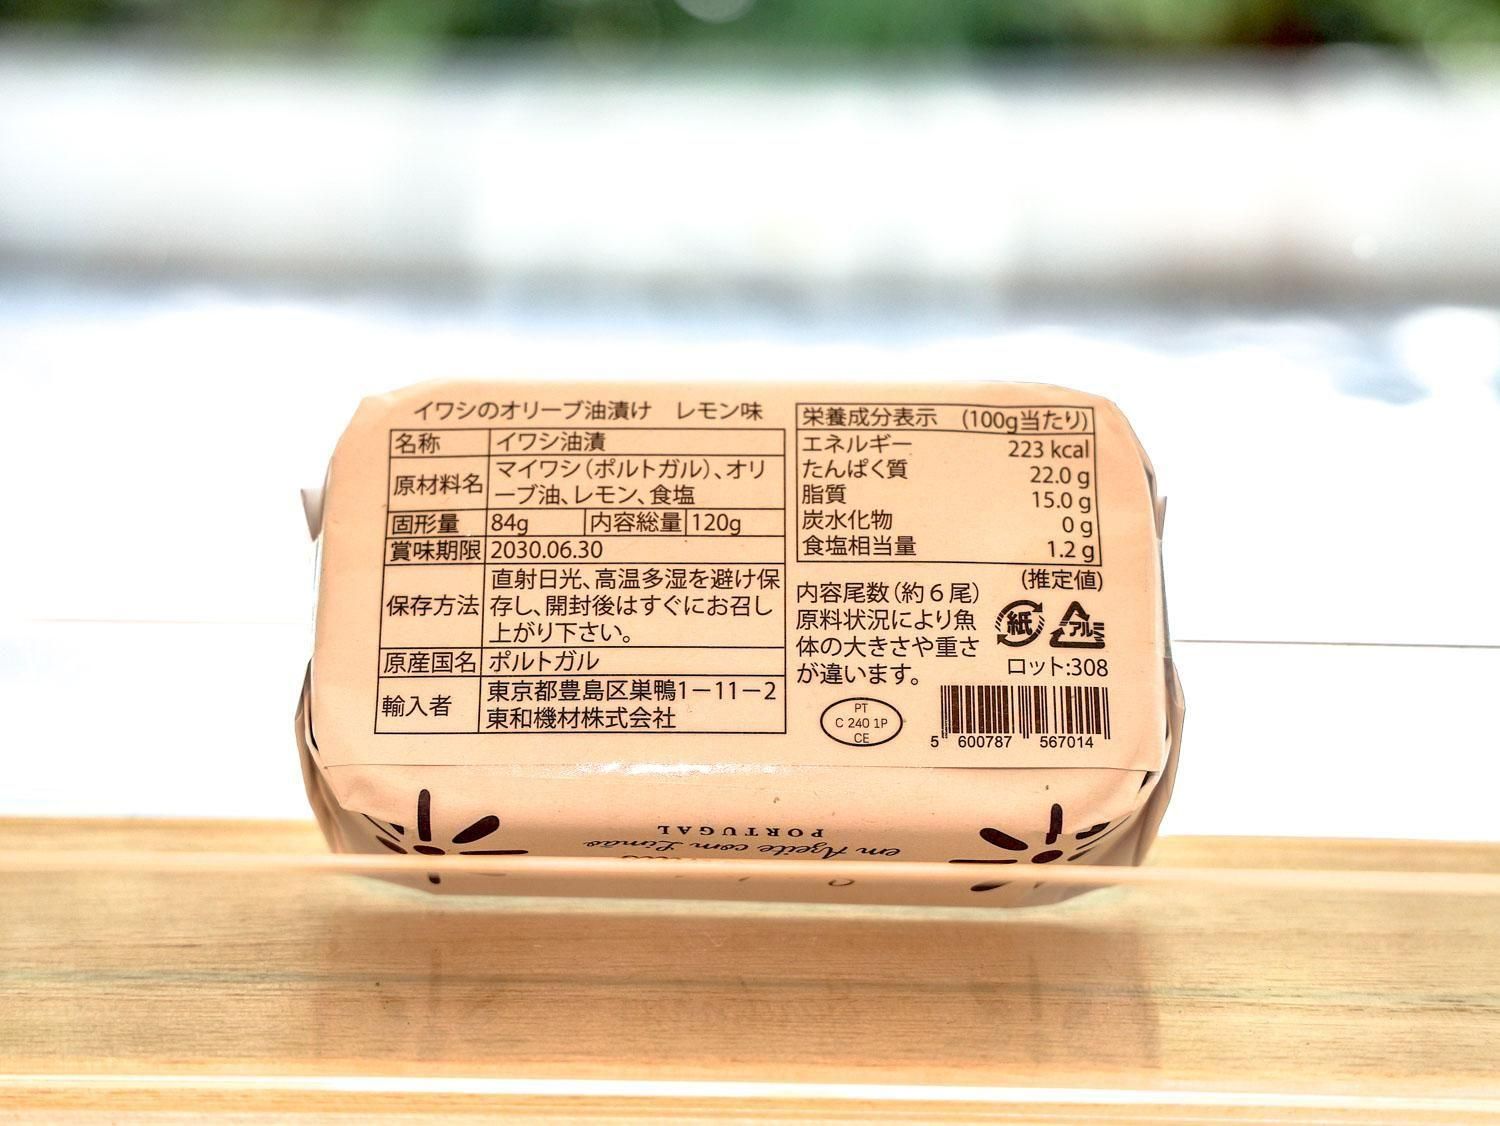 イワシのオリーブ油漬け　レモン味
名称 イワシ油漬
原材料名 マイワシ（ポルトガル）、オリ
ーブ油、レモン、食塩
固形量 84g 内容総量 120g
賞味期限 2030.06.30
保存方法 直射日光、高温多湿を避け保
存し、開封後はすぐにお召し
上がり下さい。
原産国名 ポルトガル
輸入者 東京都豊島区巣鴨1－11－2
東和機材株式会社
栄養成分表示　(100g当たり)
エネルギー 223 kcal
たんぱく質 22.0 g
脂質 15.0 g
炭水化物 0 g
食塩相当量 1.2 g
(推定値)
内容尾数（約６尾）
原料状況により魚
体の大きさや重さ
が違います。
紙 アルミ
ロット:308
PT
C 240 1P
CE
5 600787 567014
PORTUGAL
em Azeite com Limão